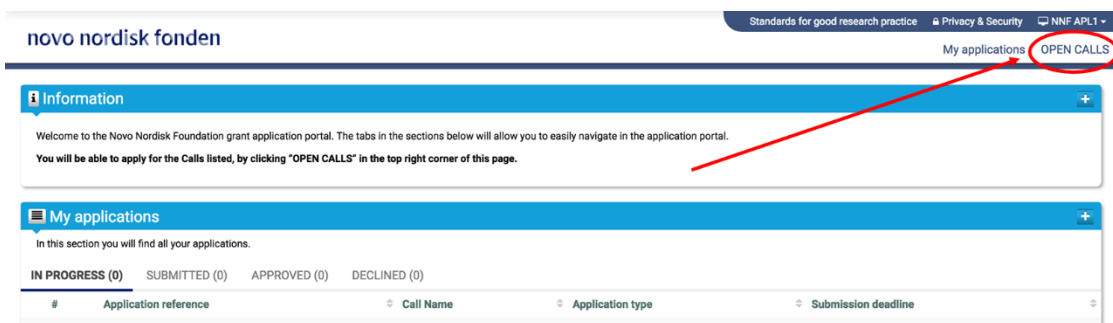 Standards for good research practice Privacy & Security NNF APL1
novo nordisk fonden
My applications OPEN CALLS
Information
Welcome to the Novo Nordisk Foundation grant application portal. The tabs in the sections below will allow you to easily navigate in the application portal.
You will be able to apply for the Calls listed, by clicking “OPEN CALLS” in the top right corner of this page.
My applications
In this section you will find all your applications.
IN PROGRESS (0) SUBMITTED (0) APPROVED (0) DECLINED (0)
# Application reference Call Name Application type Submission deadline